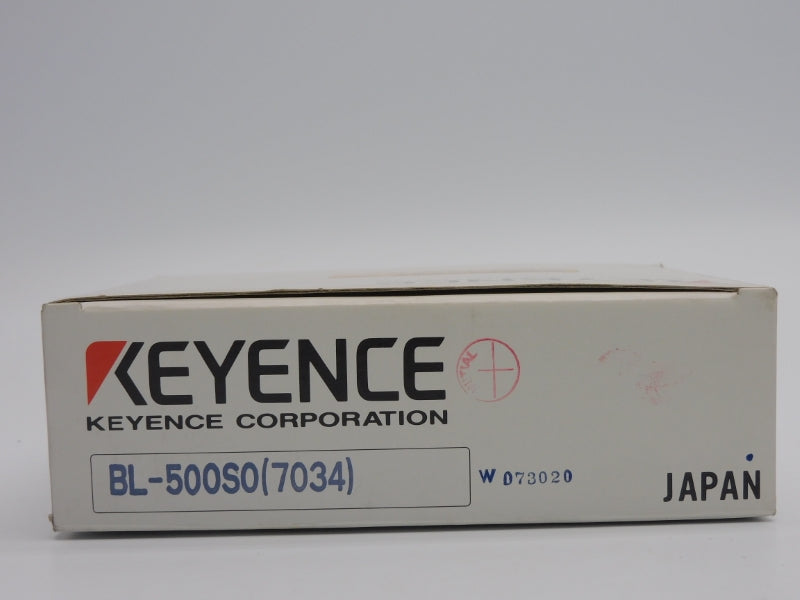 KEYENCE
KEYENCE CORPORATION
BL-500S0(7034)
W 073020
JAPAN